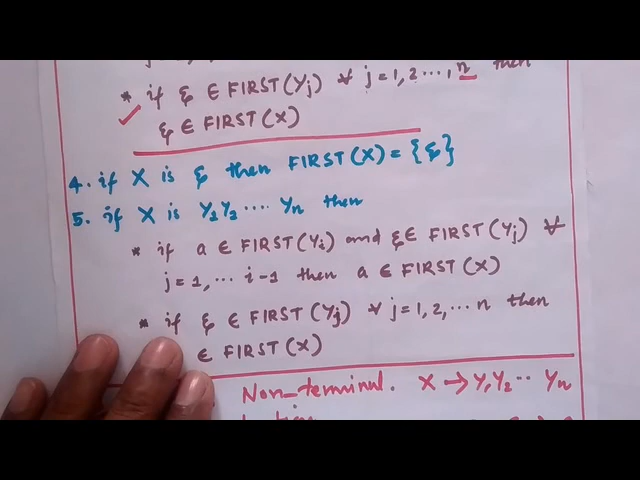 * if ε ∈ FIRST(Yj) ∀ j = 1, 2 ···, n then
ε ∈ FIRST(X)
4. if X is ε then FIRST(X) = {ε}
5. if X is Y1Y2 ···· Yn then
* if a ∈ FIRST(Yi) and ε ∈ FIRST(Yj) ∀
j = 1, ··· i-1 then a ∈ FIRST(X)
* if ε ∈ FIRST(Yj) ∀ j = 1, 2, ··· n then
∈ FIRST(X)
Non-terminal. X → Y1Y2 ·· Yn